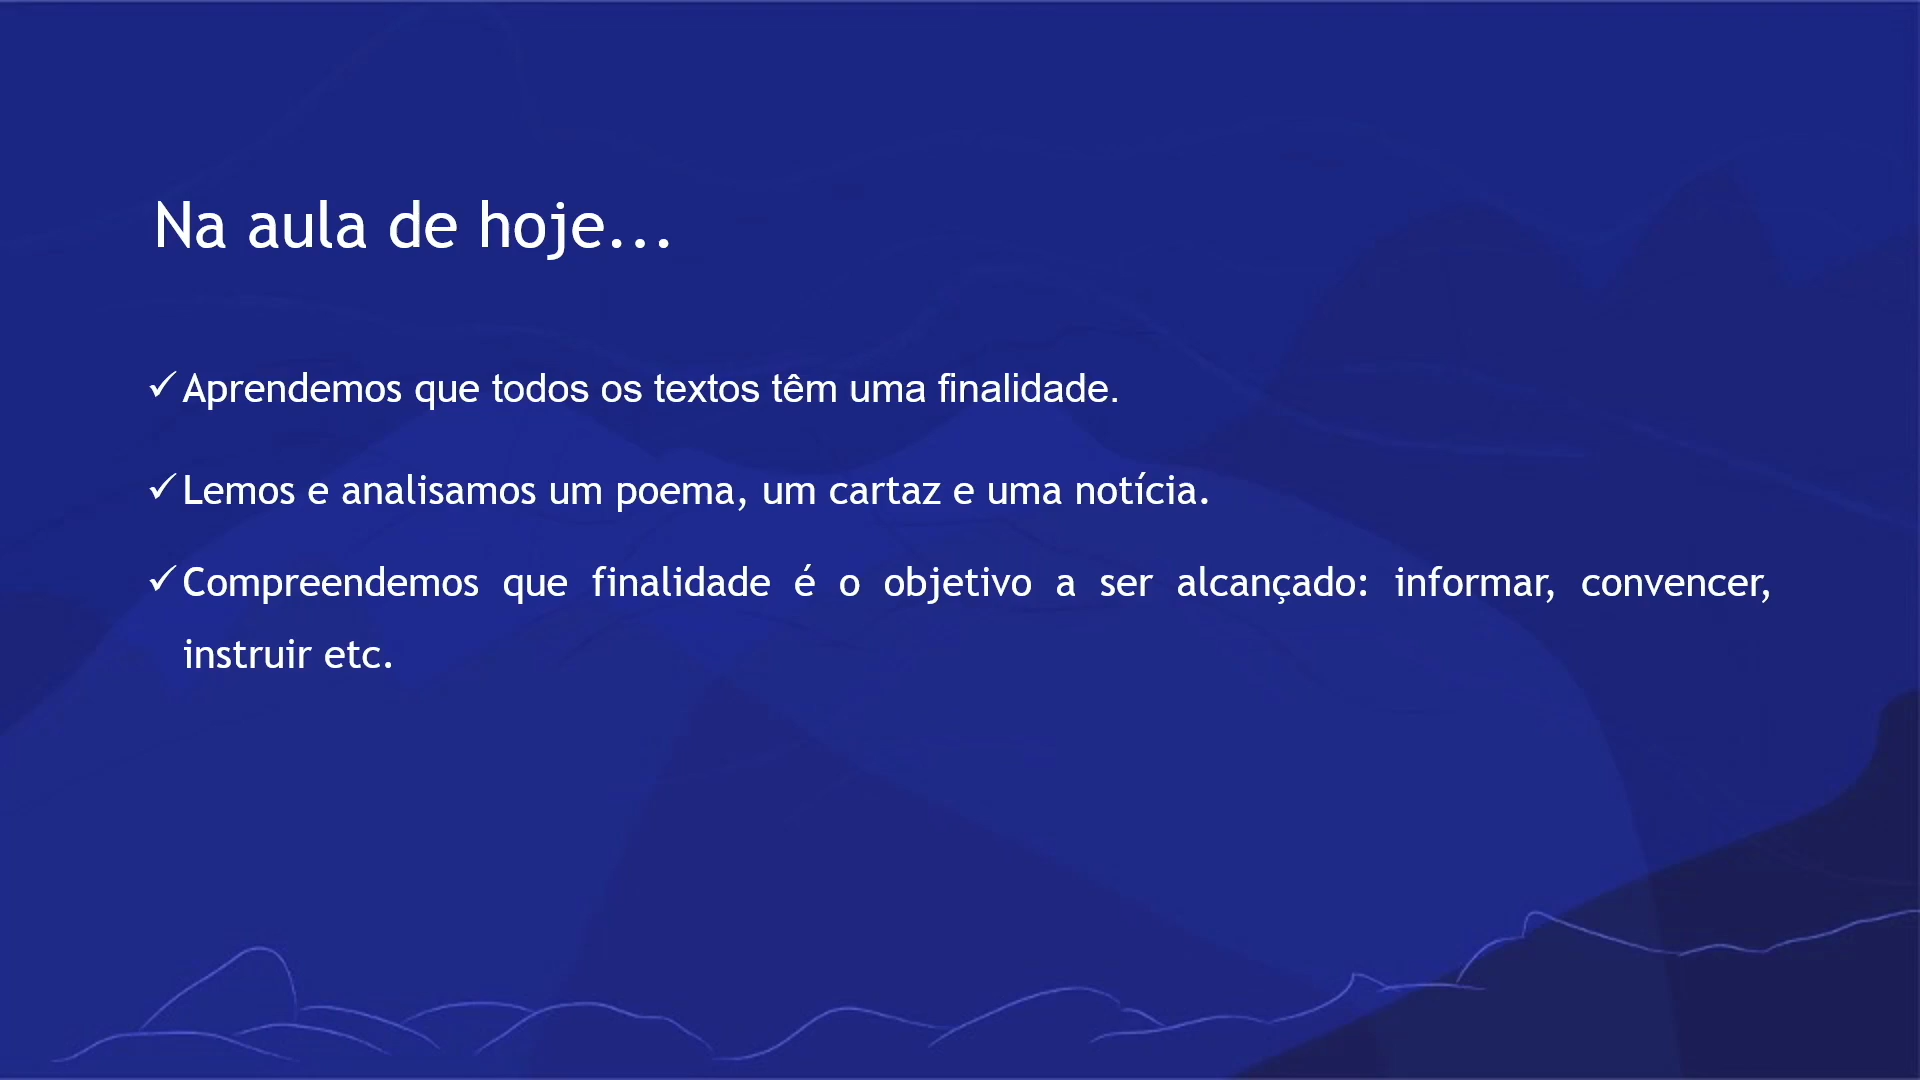 Na aula de hoje...
✓Aprendemos que todos os textos têm uma finalidade.
✓Lemos e analisamos um poema, um cartaz e uma notícia.
✓Compreendemos que finalidade é o objetivo a ser alcançado: informar, convencer,
instruir etc.